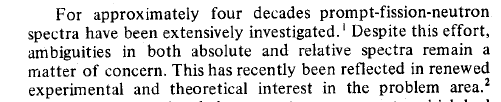 For approximately four decades prompt-fission-neutron
spectra have been extensively investigated.¹ Despite this effort,
ambiguities in both absolute and relative spectra remain a
matter of concern. This has recently been reflected in renewed
experimental and theoretical interest in the problem area.²